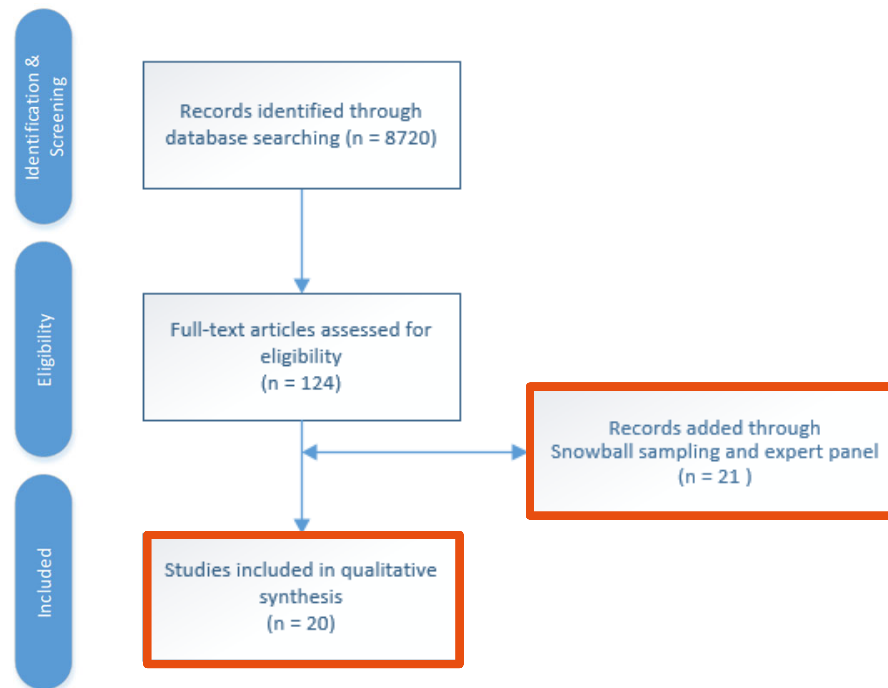 Identification &
Screening
Records identified through
database searching (n = 8720)
Eligibility
Full-text articles assessed for
eligibility
(n = 124)
Records added through
Snowball sampling and expert panel
(n = 21 )
Included
Studies included in qualitative
synthesis
(n = 20)